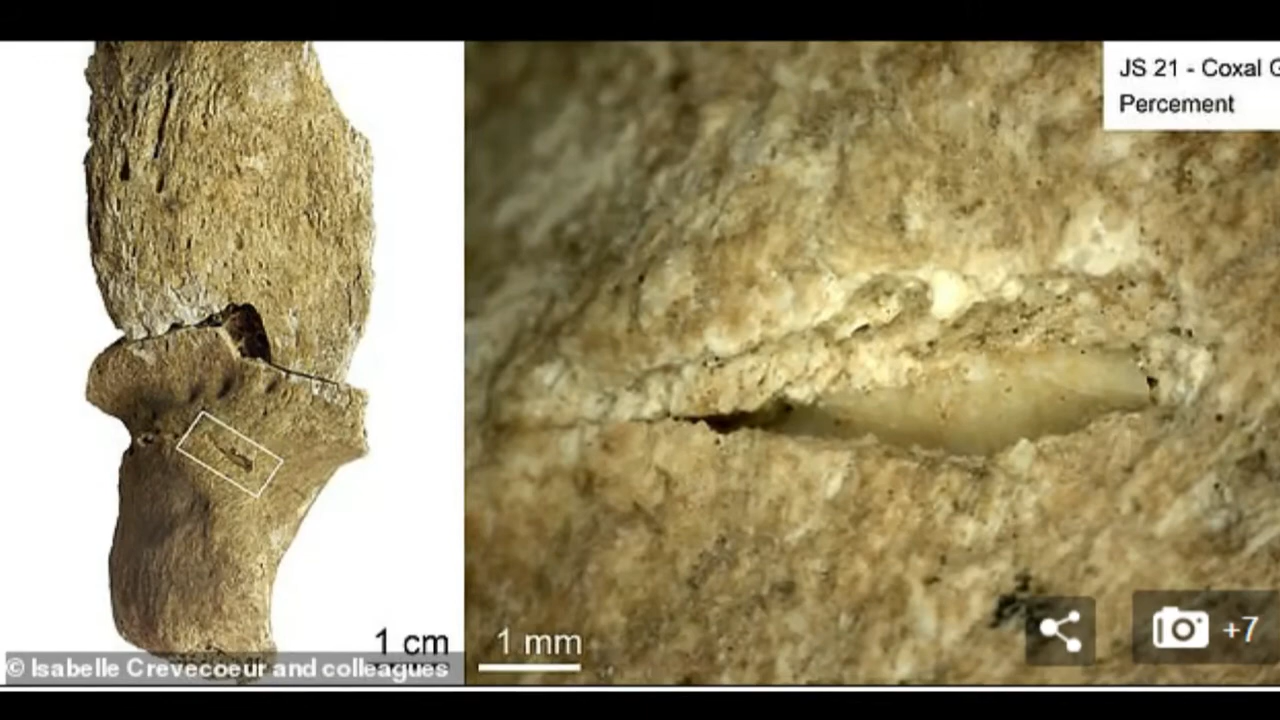 JS 21 - Coxal G
Percement
1 cm
1 mm
+7
© Isabelle Crevecoeur and colleagues